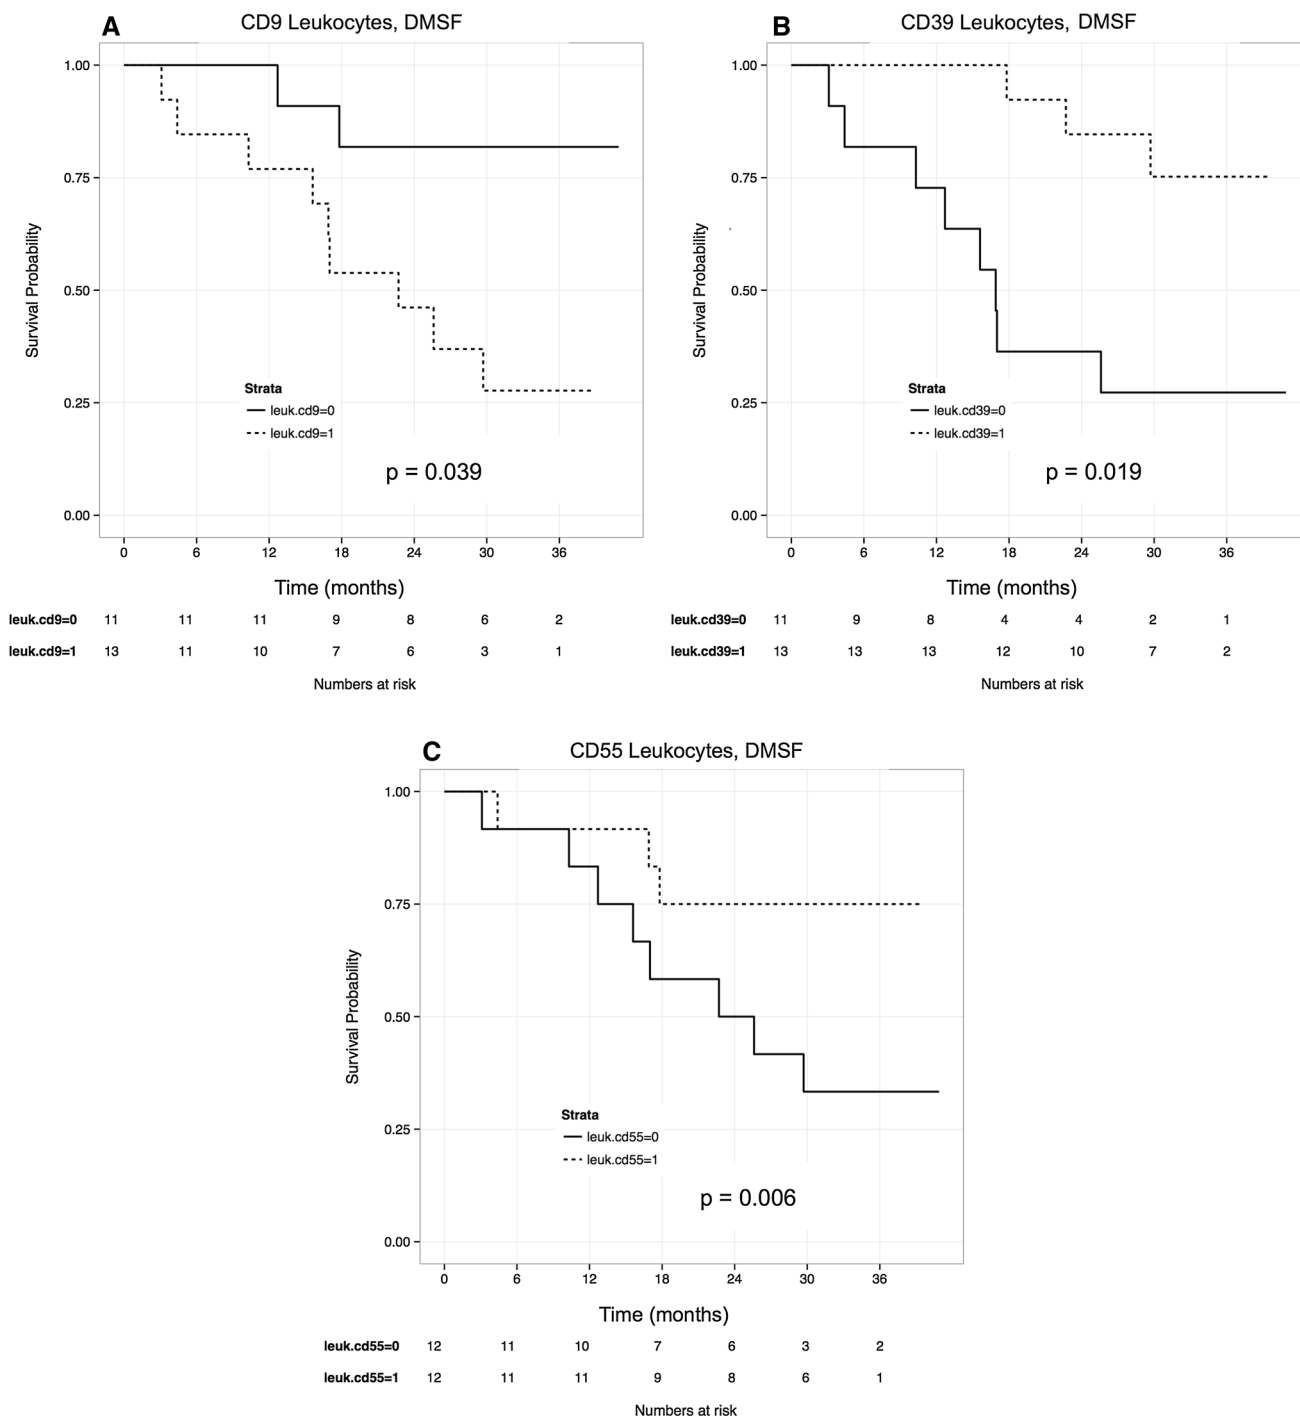 A
CD9 Leukocytes, DMSF
1.00
0.75
0.50
0.25
0.00
Survival Probability
Strata
leuk.cd9=0
leuk.cd9=1
p = 0.039
0 6 12 18 24 30 36
Time (months)
leuk.cd9=0 11 11 11 9 8 6 2
leuk.cd9=1 13 11 10 7 6 3 1
Numbers at risk
B
CD39 Leukocytes, DMSF
1.00
0.75
0.50
0.25
0.00
Survival Probability
Strata
leuk.cd39=0
leuk.cd39=1
p = 0.019
0 6 12 18 24 30 36
Time (months)
leuk.cd39=0 11 9 8 4 4 2 1
leuk.cd39=1 13 13 13 12 10 7 2
Numbers at risk
C
CD55 Leukocytes, DMSF
1.00
0.75
0.50
0.25
0.00
Survival Probability
Strata
leuk.cd55=0
leuk.cd55=1
p = 0.006
0 6 12 18 24 30 36
Time (months)
leuk.cd55=0 12 11 10 7 6 3 2
leuk.cd55=1 12 11 11 9 8 6 1
Numbers at risk